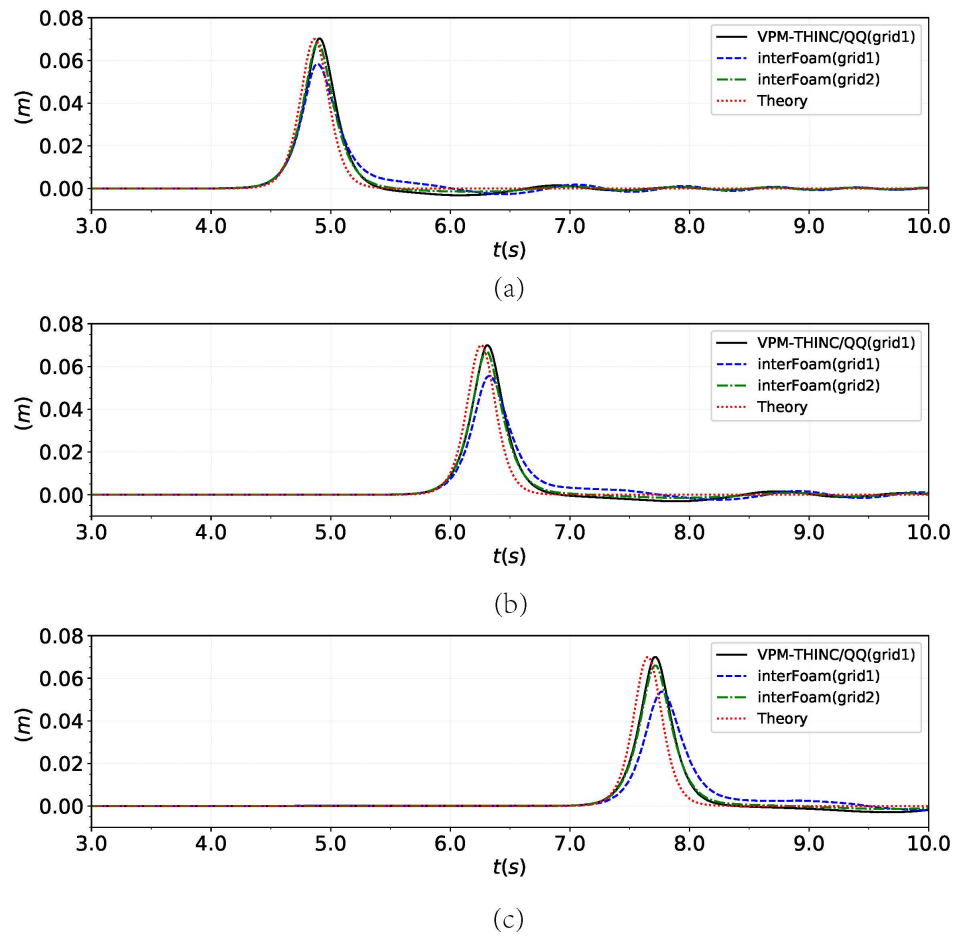 0.08
0.06
0.04
0.02
0.00
(m)
VPM-THINC/QQ(grid1)
interFoam(grid1)
interFoam(grid2)
Theory
3.0 4.0 5.0 6.0 7.0 8.0 9.0 10.0
t(s)
(a)
0.08
0.06
0.04
0.02
0.00
(m)
VPM-THINC/QQ(grid1)
interFoam(grid1)
interFoam(grid2)
Theory
3.0 4.0 5.0 6.0 7.0 8.0 9.0 10.0
t(s)
(b)
0.08
0.06
0.04
0.02
0.00
(m)
VPM-THINC/QQ(grid1)
interFoam(grid1)
interFoam(grid2)
Theory
3.0 4.0 5.0 6.0 7.0 8.0 9.0 10.0
t(s)
(c)